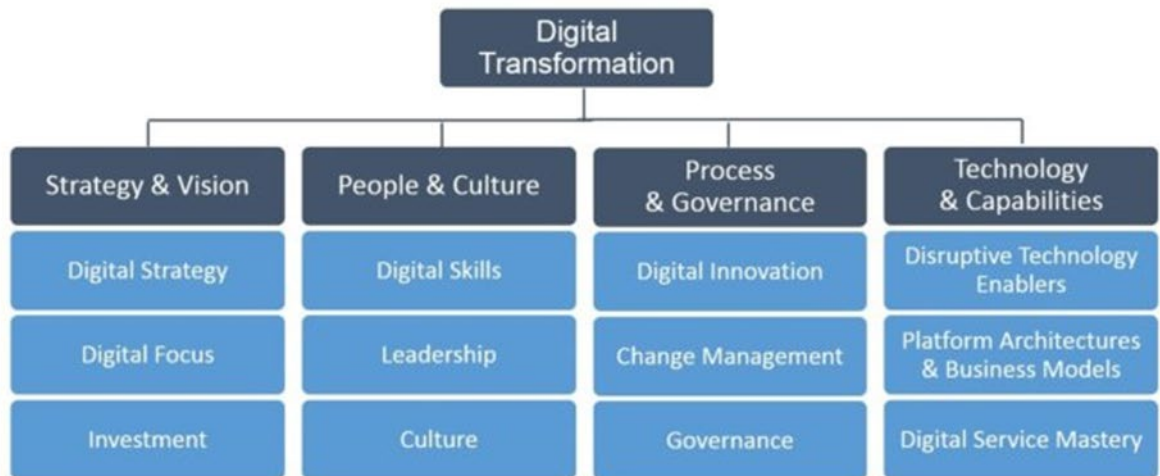 Digital
Transformation
Strategy & Vision
People & Culture
Process
& Governance
Technology
& Capabilities
Digital Strategy
Digital Skills
Digital Innovation
Disruptive Technology
Enablers
Digital Focus
Leadership
Change Management
Platform Architectures
& Business Models
Investment
Culture
Governance
Digital Service Mastery